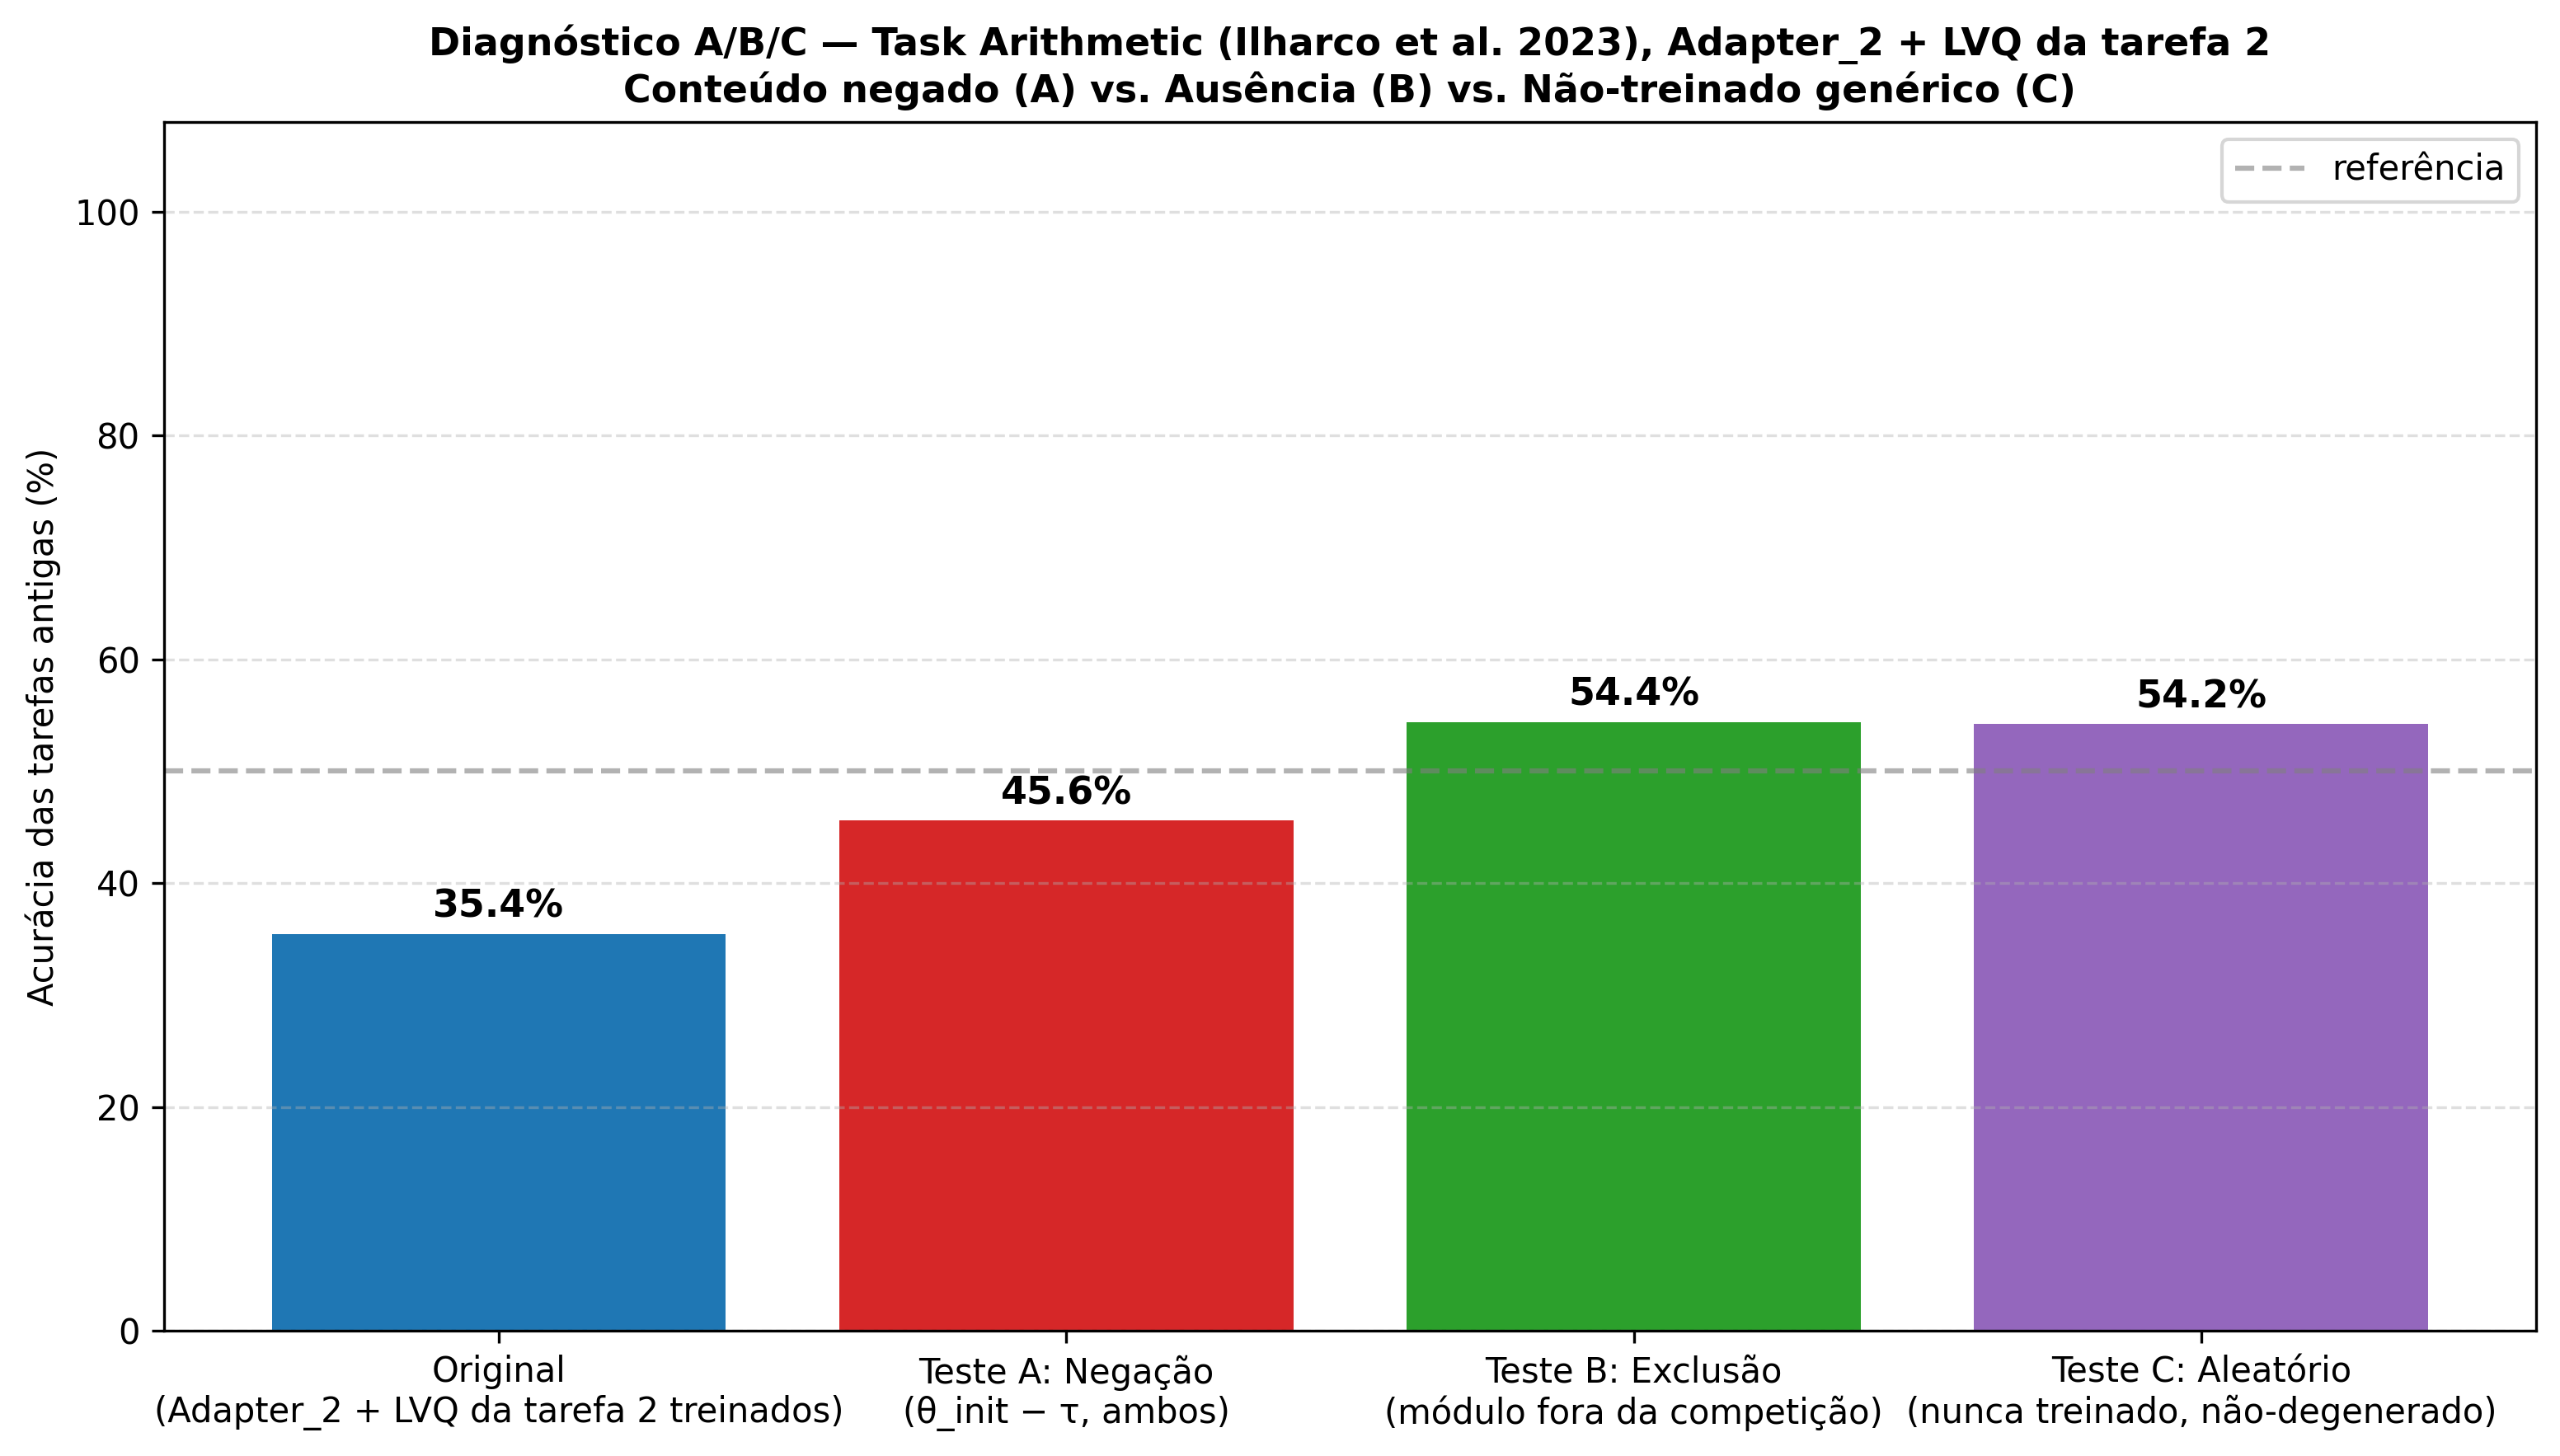 Diagnóstico A/B/C — Task Arithmetic (Ilharco et al. 2023), Adapter_2 + LVQ da tarefa 2
Conteúdo negado (A) vs. Ausência (B) vs. Não-treinado genérico (C)
referência
100
80
60
40
20
0
Acurácia das tarefas antigas (%)
35.4%
45.6%
54.4%
54.2%
Original
(Adapter_2 + LVQ da tarefa 2 treinados)
Teste A: Negação
(θ_init − τ, ambos)
Teste B: Exclusão
(módulo fora da competição)
Teste C: Aleatório
(nunca treinado, não-degenerado)